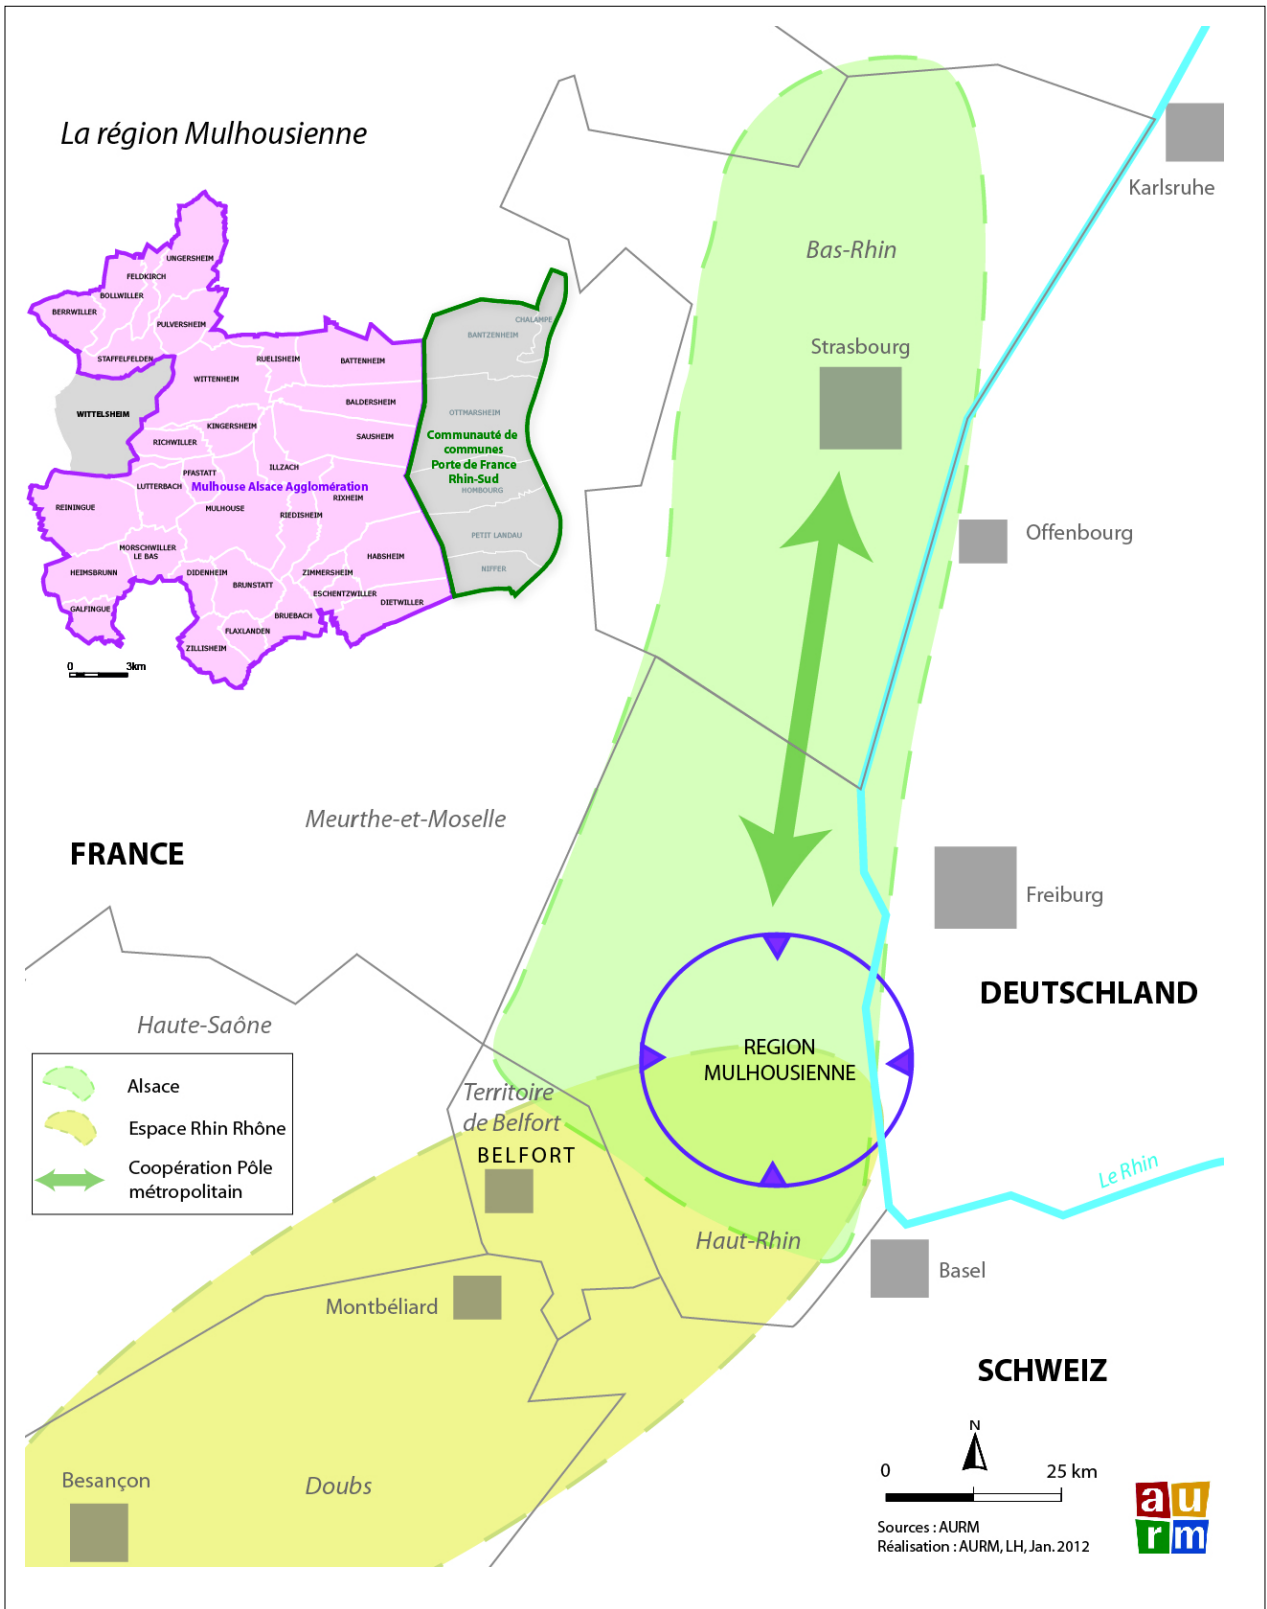 La région Mulhousienne
UNGERSHEIM
FELDKIRCH
BOLLWILLER
BERRWILLER
PULVERSHEIM
STAFFELFELDEN
RUELISHEIM
BATTENHEIM
WITTENHEIM
WITTELSHEIM
BALDERSHEIM
KINGERSHEIM
SAUSHEIM
RICHWILLER
ILLZACH
PFASTATT
LUTTERBACH
Mulhouse Alsace Agglomération
RIXHEIM
REININGUE
MULHOUSE
RIEDISHEIM
MORSCHWILLER
LE BAS
HABSHEIM
HEIMSBRUNN
DIDENHEIM
ZIMMERSHEIM
BRUNSTATT
ESCHENTZWILLER
DIETWILLER
GALFINGUE
BRUEBACH
FLAXLANDEN
ZILLISHEIM
CHALAMPE
BANTZENHEIM
OTTMARSHEIM
Communauté de
communes
Porte de France
Rhin-Sud
HOMBOURG
PETIT LANDAU
NIFFER
0 3km
Karlsruhe
Bas-Rhin
Strasbourg
Offenbourg
Meurthe-et-Moselle
FRANCE
Freiburg
DEUTSCHLAND
Haute-Saône
REGION
MULHOUSIENNE
Alsace
Espace Rhin Rhône
Coopération Pôle
métropolitain
Territoire
de Belfort
BELFORT
Le Rhin
Haut-Rhin
Basel
Montbéliard
SCHWEIZ
Besançon
Doubs
N
0 25 km
Sources : AURM
Réalisation : AURM, LH, Jan. 2012
au
rm